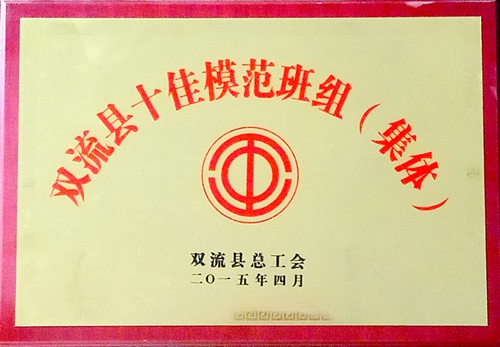 双流县十佳模范班组（集体）
双流县总工会
二〇一五年四月